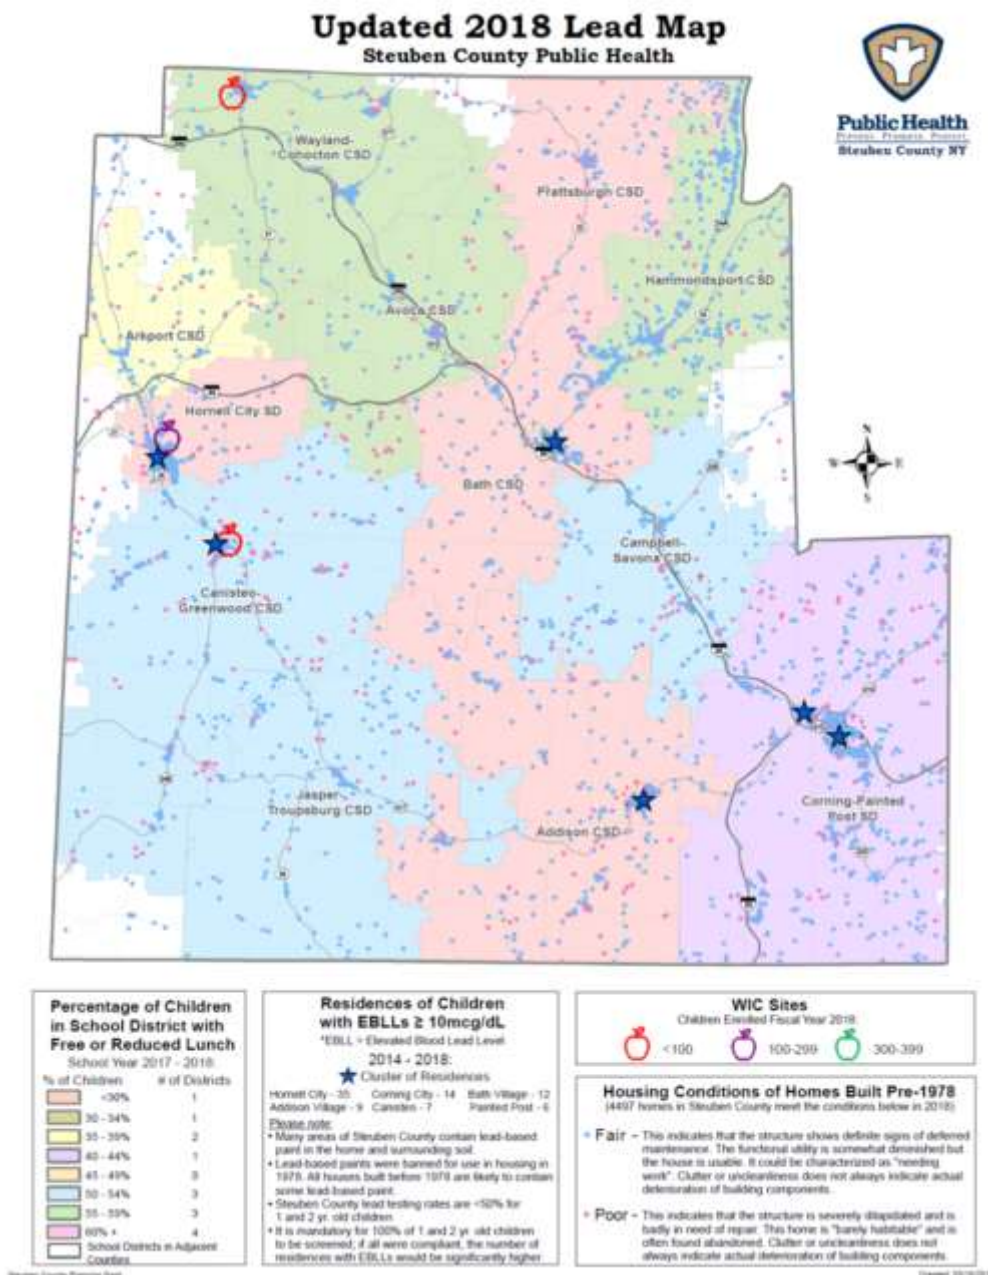 Updated 2018 Lead Map
Steuben County Public Health
Public Health
Prevent. Promote. Protect.
Steuben County NY
Wayland-
Cohocton CSD
Prattsburgh CSD
Hammondsport CSD
Avoca CSD
Arkport CSD
Hornell City SD
Bath CSD
N
W
E
S
Campbell-
Savona CSD
Canisteo-
Greenwood CSD
Jasper-
Troupsburg CSD
Addison CSD
Corning-Painted
Post SD
Percentage of Children
in School District with
Free or Reduced Lunch
School Year 2017 - 2018:
% of Children # of Districts
<30% 1
30 - 34% 1
35 - 39% 2
40 - 44% 1
45 - 49% 0
50 - 54% 3
55 - 59% 3
60% + 4
School Districts in Adjacent
Counties
Residences of Children
with EBLLs ≥ 10mcg/dL
*EBLL = Elevated Blood Lead Level
2014 - 2018:
Cluster of Residences
Hornell City - 35 Corning City - 14 Bath Village - 12
Addison Village - 9 Canisteo - 7 Painted Post - 6
Please note:
• Many areas of Steuben County contain lead-based
paint in the home and surrounding soil.
• Lead-based paints were banned for use in housing in
1978. All houses built before 1978 are likely to contain
some lead-based paint.
• Steuben County lead testing rates are <50% for
1 and 2 yr. old children.
• It is mandatory for 100% of 1 and 2 yr. old children
to be screened; if all were compliant, the number of
residences with EBLLs would be significantly higher.
WIC Sites
Children Enrolled Fiscal Year 2018:
<100 100-299 300-399
Housing Conditions of Homes Built Pre-1978
(4497 homes in Steuben County meet the conditions below in 2018)
• Fair - This indicates that the structure shows definite signs of deferred
maintenance. The functional utility is somewhat diminished but
the house is usable. It could be characterized as "needing
work". Clutter or uncleanliness does not always indicate actual
deterioration of building components.
• Poor - This indicates that the structure is severely dilapidated and is
badly in need of repair. This home is "barely habitable" and is
often found abandoned. Clutter or uncleanliness does not
always indicate actual deterioration of building components.